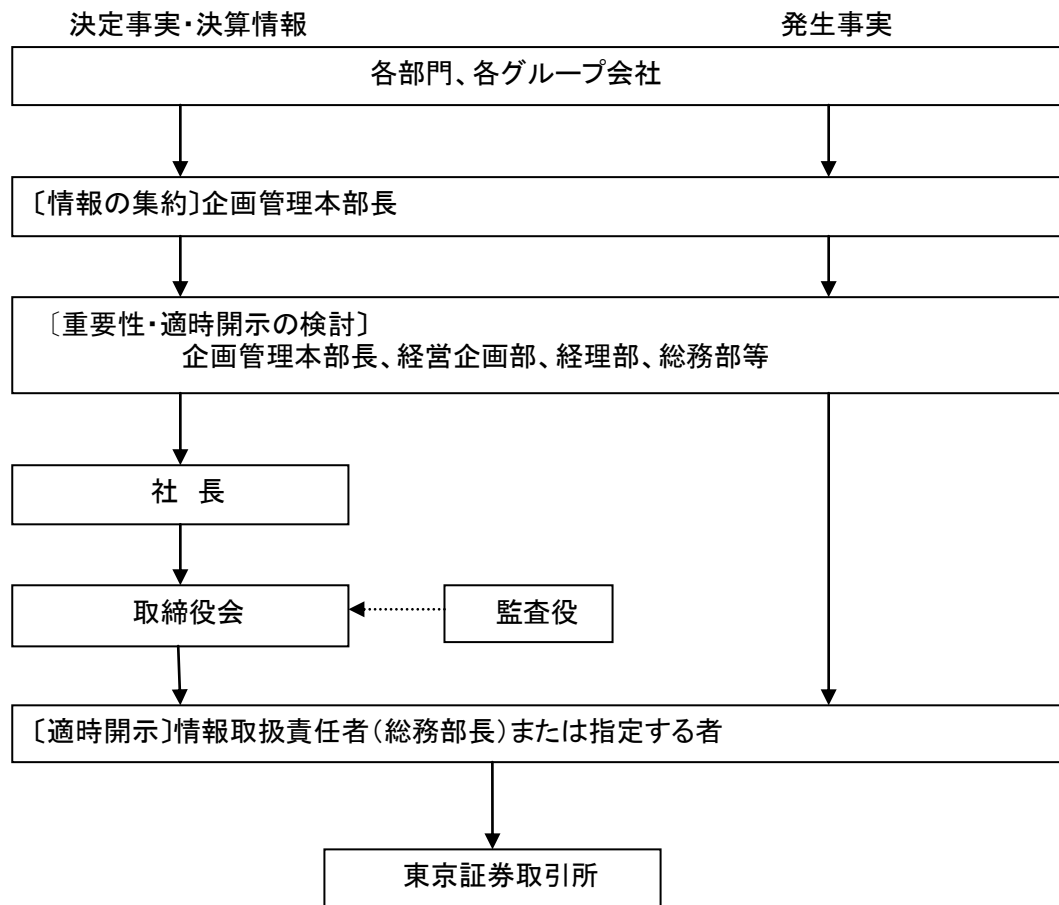 決定事実・決算情報 発生事実
各部門、各グループ会社
〔情報の集約〕企画管理本部長
〔重要性・適時開示の検討〕
企画管理本部長、経営企画部、経理部、総務部等
社 長
取締役会 監査役
〔適時開示〕情報取扱責任者(総務部長)または指定する者
東京証券取引所